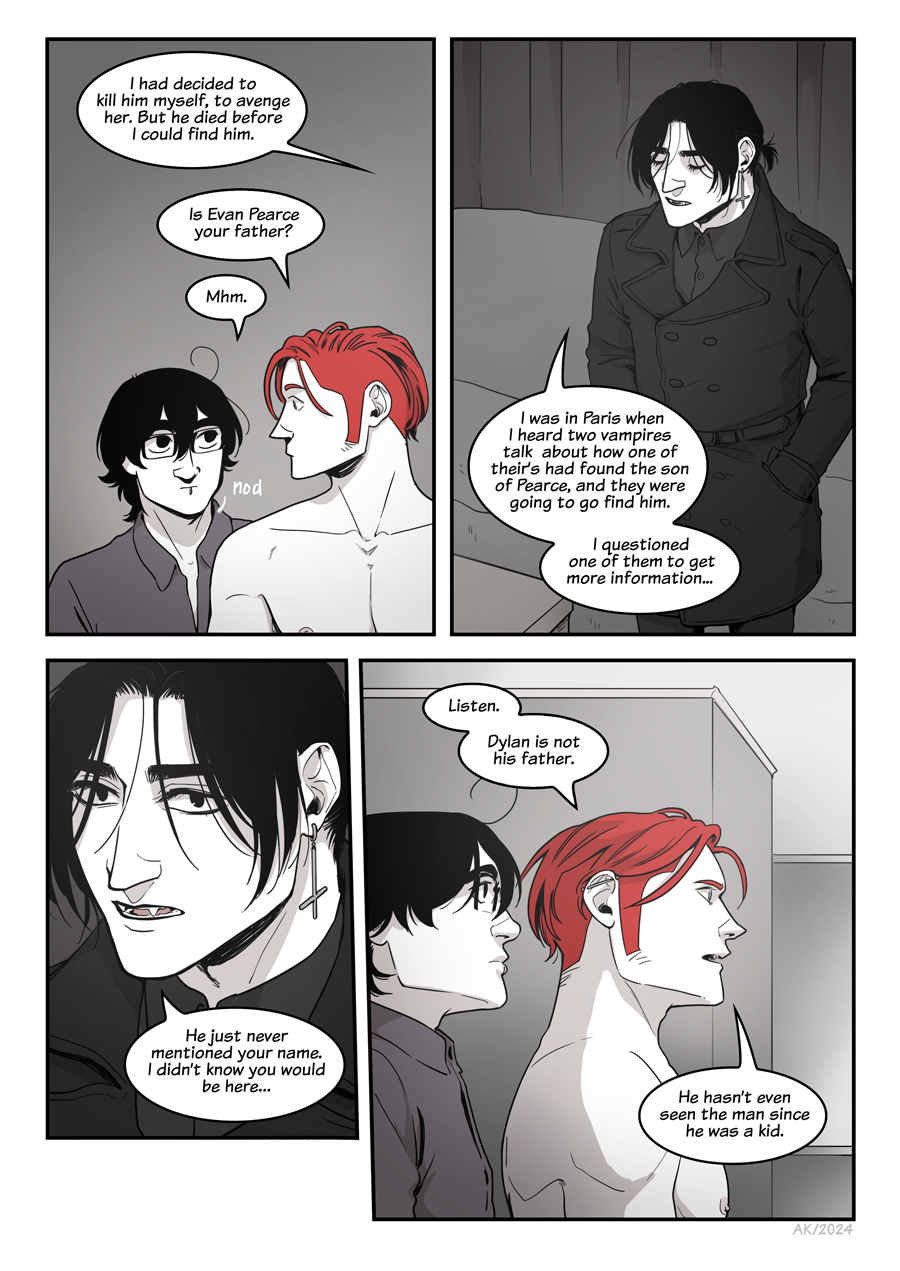 I had decided to
kill him myself, to avenge
her. But he died before
I could find him.
Is Evan Pearce
your father?
Mhm.
nod
I was in Paris when
I heard two vampires
talk about how one of
their's had found the son
of Pearce, and they were
going to go find him.
I questioned
one of them to get
more information...
He just never
mentioned your name.
I didn't know you would
be here...
Listen.
Dylan is not
his father.
He hasn't even
seen the man since
he was a kid.
AK/2024